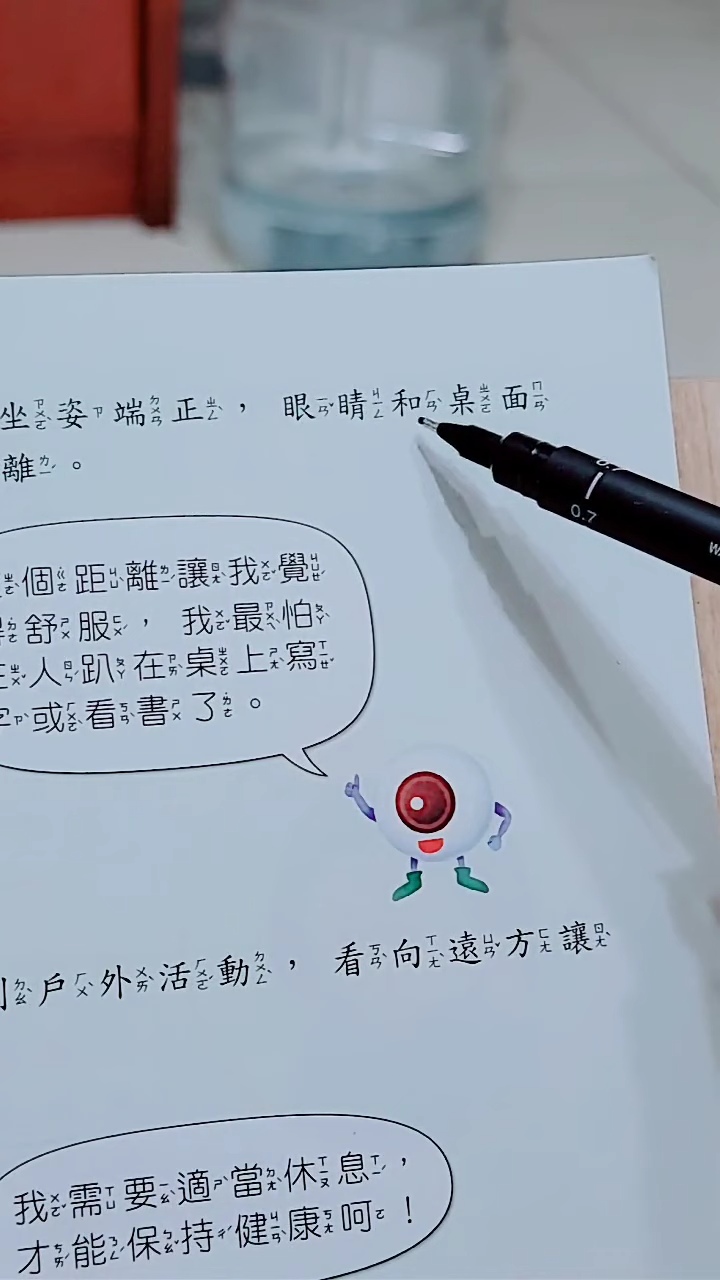 坐姿端正，眼睛和桌面
離。
個距離讓我覺
舒服，我最怕
人趴在桌上寫
字或看書了。
戶外活動，看向遠方讓
我需要適當休息，
才能保持健康呵！
0.7